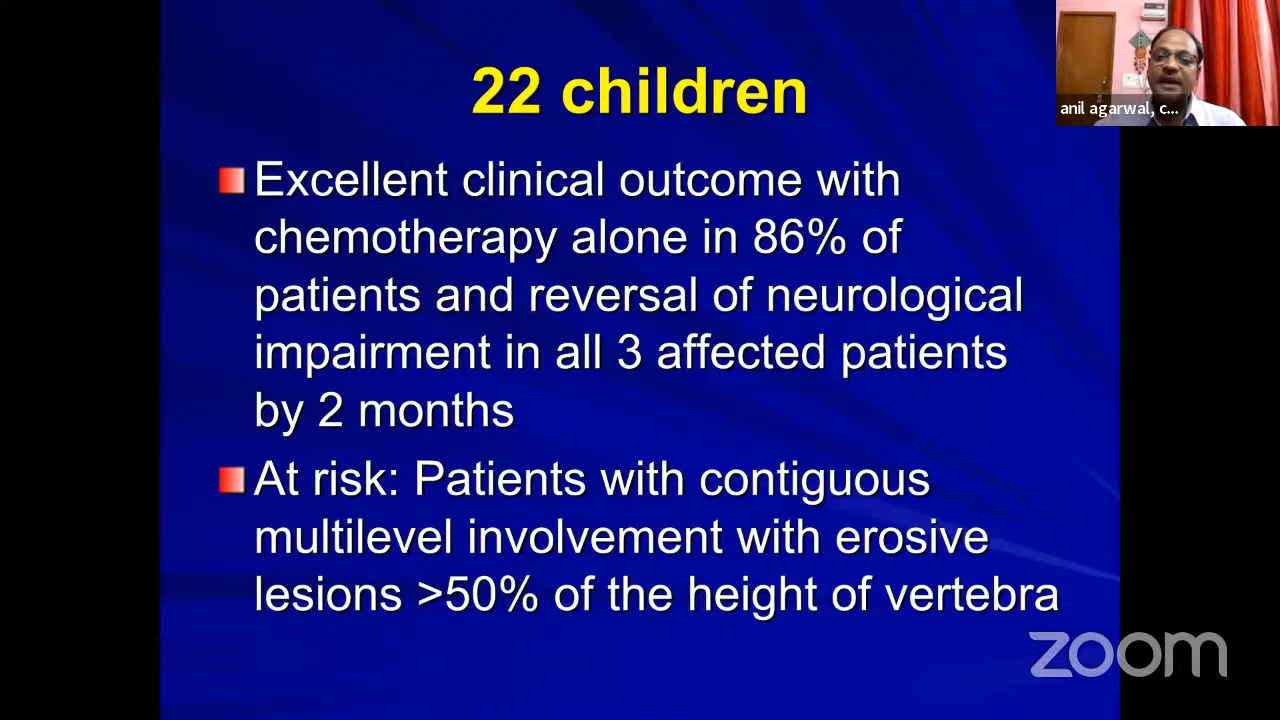 22 children
Excellent clinical outcome with
chemotherapy alone in 86% of
patients and reversal of neurological
impairment in all 3 affected patients
by 2 months
At risk: Patients with contiguous
multilevel involvement with erosive
lesions >50% of the height of vertebra
anil agarwal, c...
zoom